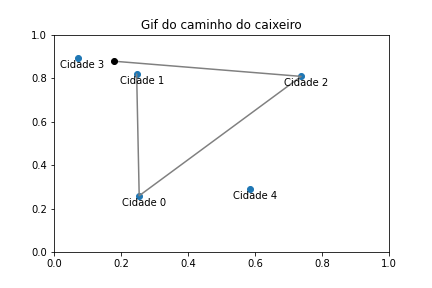 Gif do caminho do caixeiro
1.0
Cidade 3
Cidade 1
Cidade 2
0.8
0.6
0.4
Cidade 4
Cidade 0
0.2
0.0
0.0 0.2 0.4 0.6 0.8 1.0